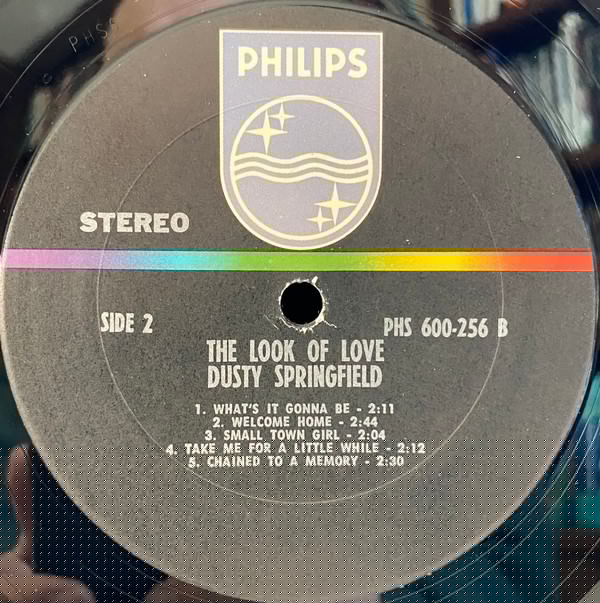 PHS
PHILIPS
STEREO
SIDE 2
PHS 600-256 B
THE LOOK OF LOVE
DUSTY SPRINGFIELD
1. WHAT'S IT GONNA BE - 2:11
2. WELCOME HOME - 2:44
3. SMALL TOWN GIRL - 2:04
4. TAKE ME FOR A LITTLE WHILE - 2:12
5. CHAINED TO A MEMORY - 2:30